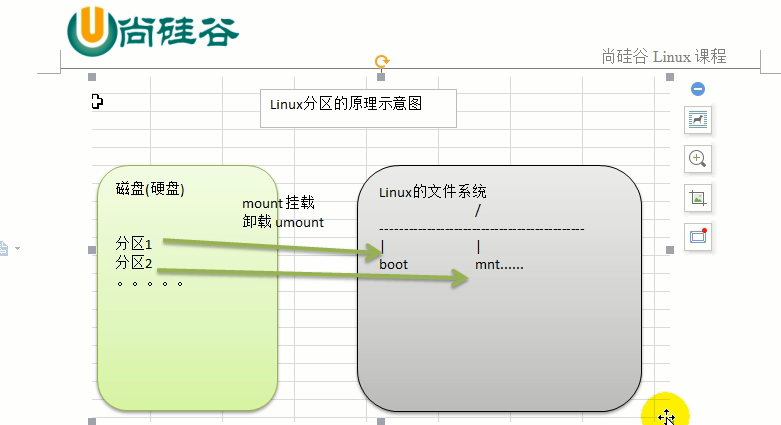 尚硅谷
尚硅谷 Linux 课程
Linux分区的原理示意图
磁盘(硬盘)
mount 挂载
卸载 umount
分区1
分区2
。。。。。
Linux的文件系统
/
-----------------------------------------
| |
boot mnt......